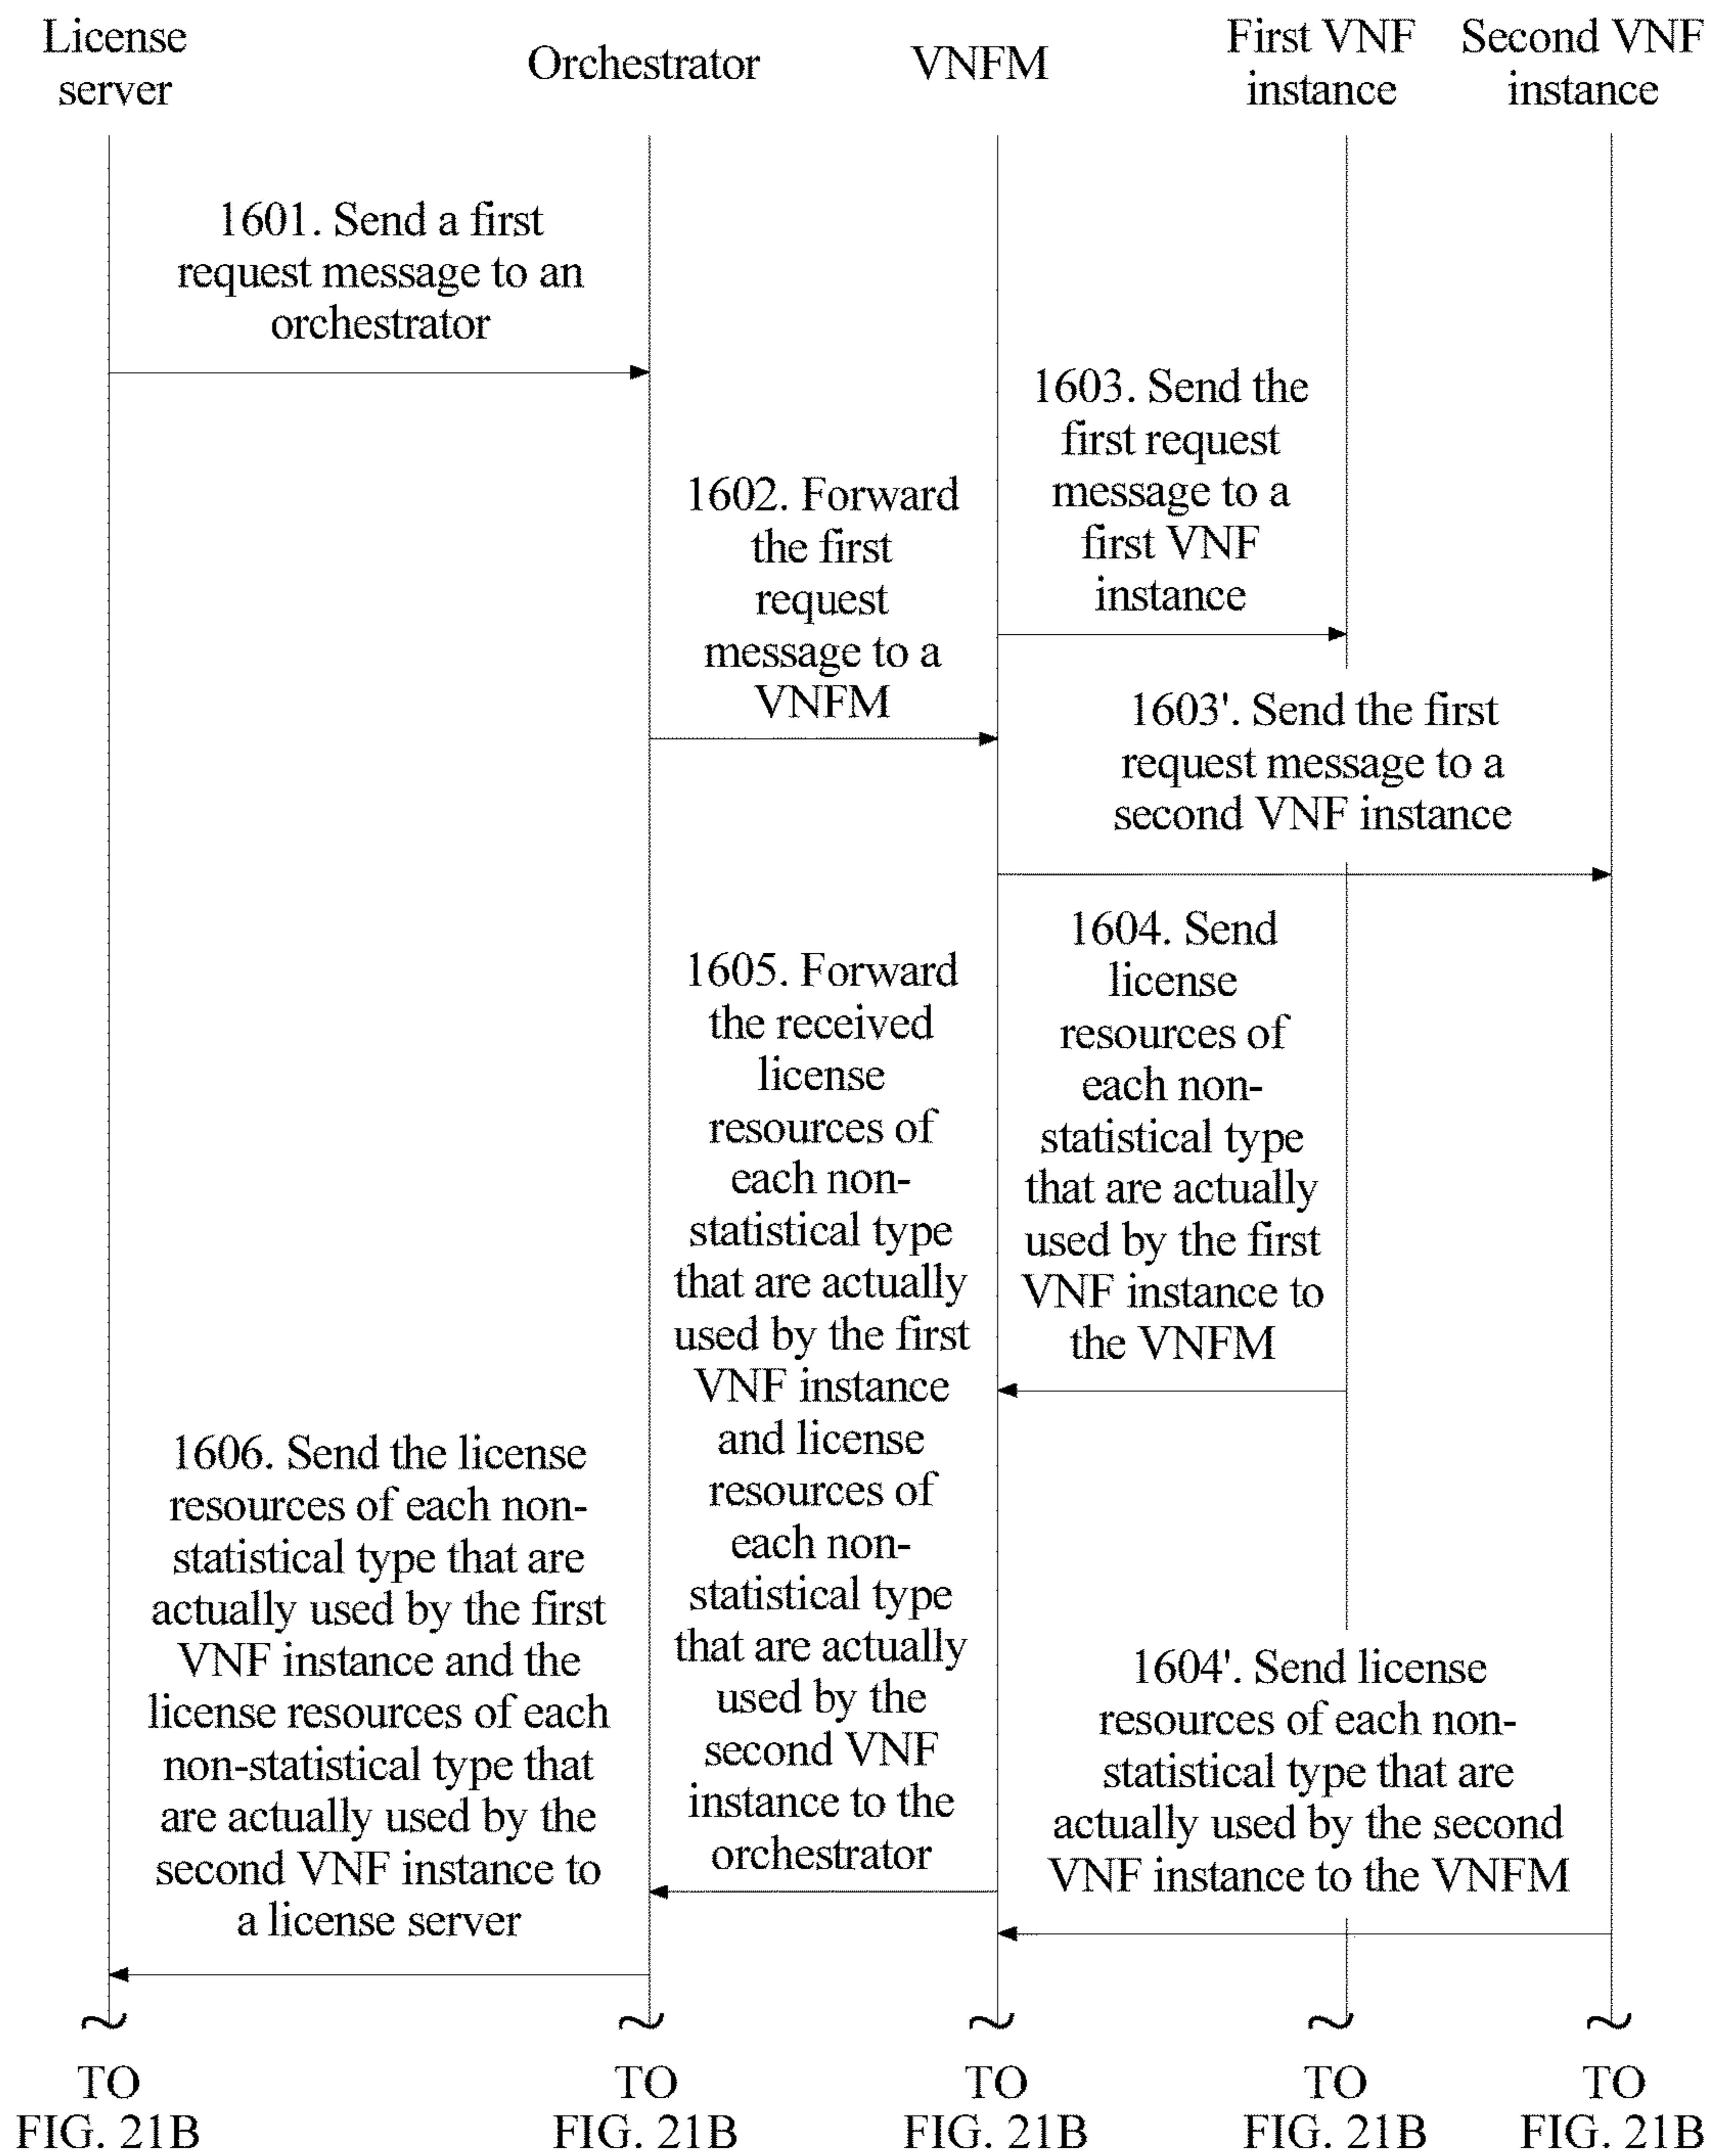 License
server
Orchestrator
VNFM
First VNF
instance
Second VNF
instance
1601. Send a first
request message to an
orchestrator
1602. Forward
the first
request
message to a
VNFM
1603. Send the
first request
message to a
first VNF
instance
1603'. Send the first
request message to a
second VNF instance
1604. Send
license
resources of
each non-
statistical type
that are actually
used by the first
VNF instance to
the VNFM
1604'. Send license
resources of each non-
statistical type that are
actually used by the second
VNF instance to the VNFM
1605. Forward
the received
license
resources of
each non-
statistical type
that are actually
used by the first
VNF instance
and license
resources of
each non-
statistical type
that are actually
used by the
second VNF
instance to the
orchestrator
1606. Send the license
resources of each non-
statistical type that are
actually used by the first
VNF instance and the
license resources of each
non-statistical type that
are actually used by the
second VNF instance to
a license server
TO
FIG. 21B
TO
FIG. 21B
TO
FIG. 21B
TO
FIG. 21B
TO
FIG. 21B